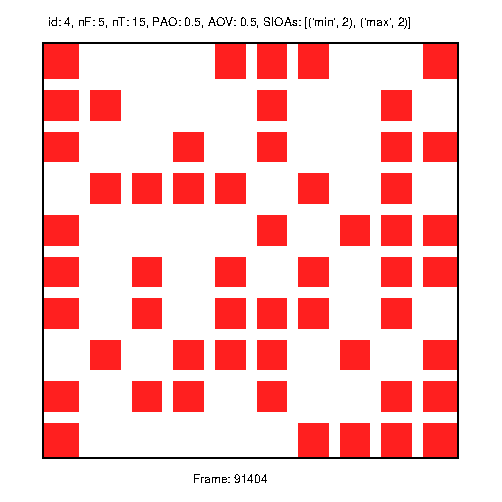 id: 4, nF: 5, nT: 15, PAO: 0.5, AOV: 0.5, SIOAs: [('min', 2), ('max', 2)]
Frame: 91404